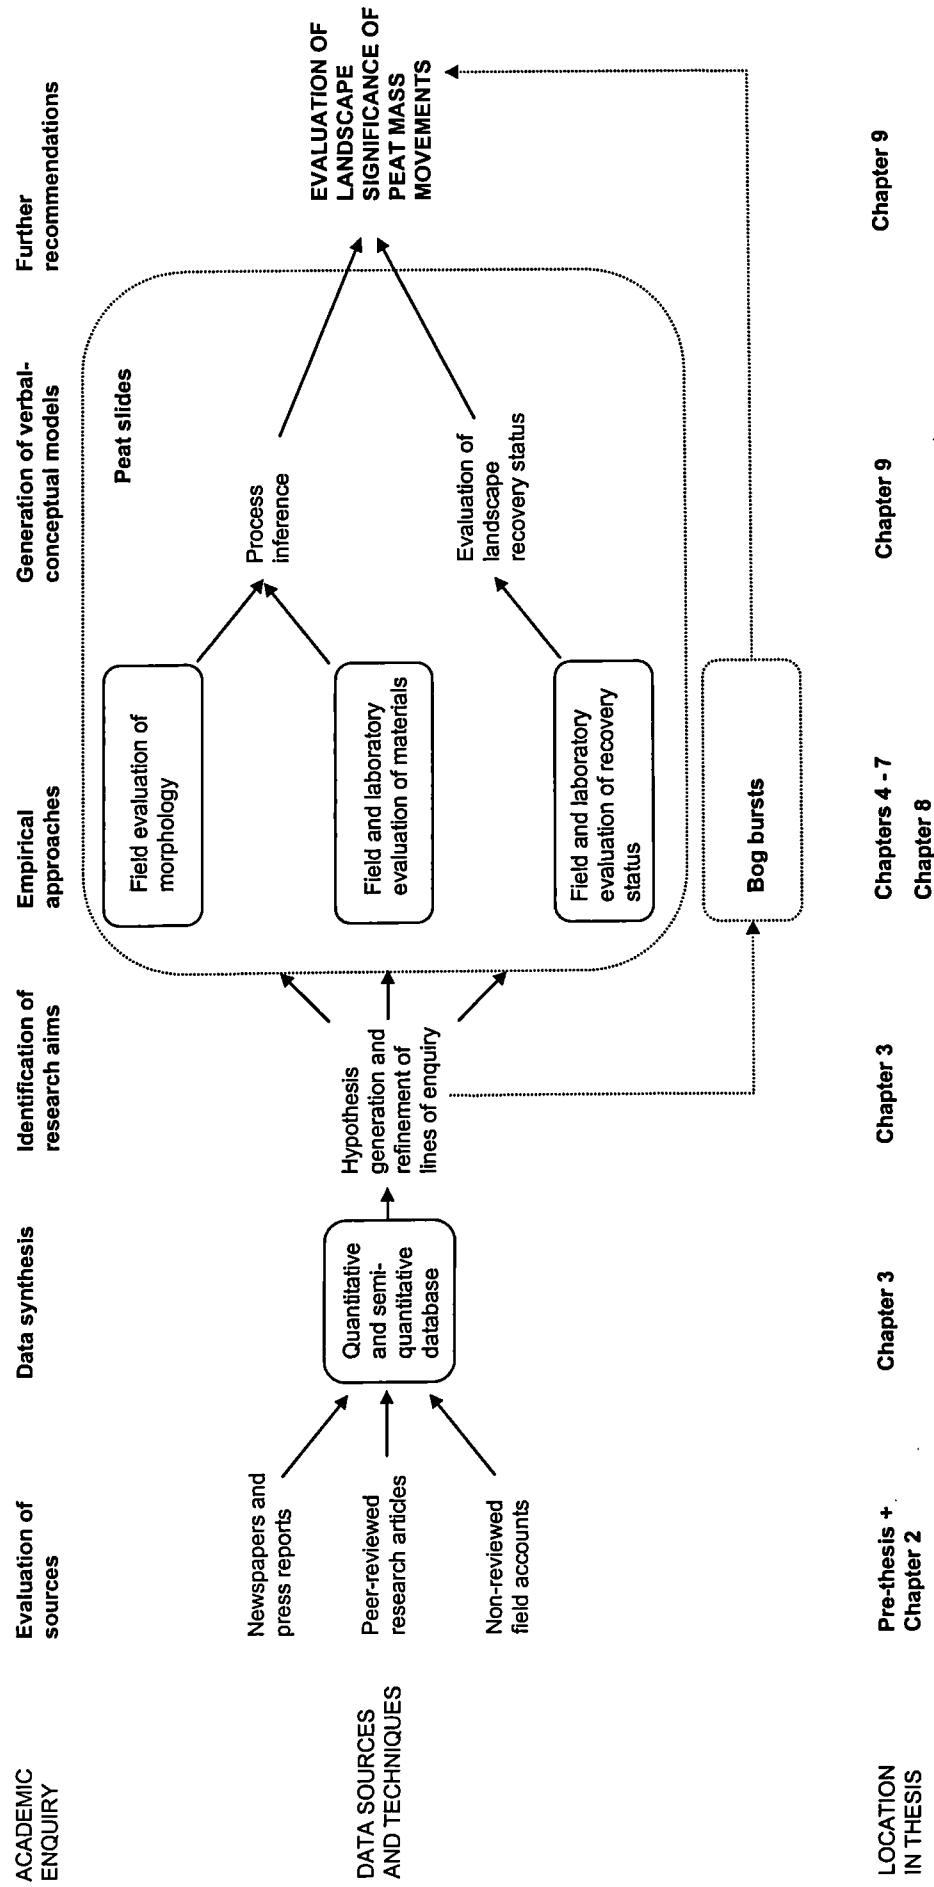 ACADEMIC
ENQUIRY
Evaluation of
sources
Data synthesis
Identification of
research aims
Empirical
approaches
Generation of verbal-
conceptual models
Further
recommendations
DATA SOURCES
AND TECHNIQUES
Newspapers and
press reports
Peer-reviewed
research articles
Non-reviewed
field accounts
Quantitative
and semi-
quantitative
database
Hypothesis
generation and
refinement of
lines of enquiry
Peat slides
Field evaluation of
morphology
Field and laboratory
evaluation of materials
Field and laboratory
evaluation of recovery
status
Process
inference
Evaluation of
landscape
recovery status
EVALUATION OF
LANDSCAPE
SIGNIFICANCE OF
PEAT MASS
MOVEMENTS
Bog bursts
LOCATION
IN THESIS
Pre-thesis +
Chapter 2
Chapter 3
Chapter 3
Chapters 4 - 7
Chapter 8
Chapter 9
Chapter 9